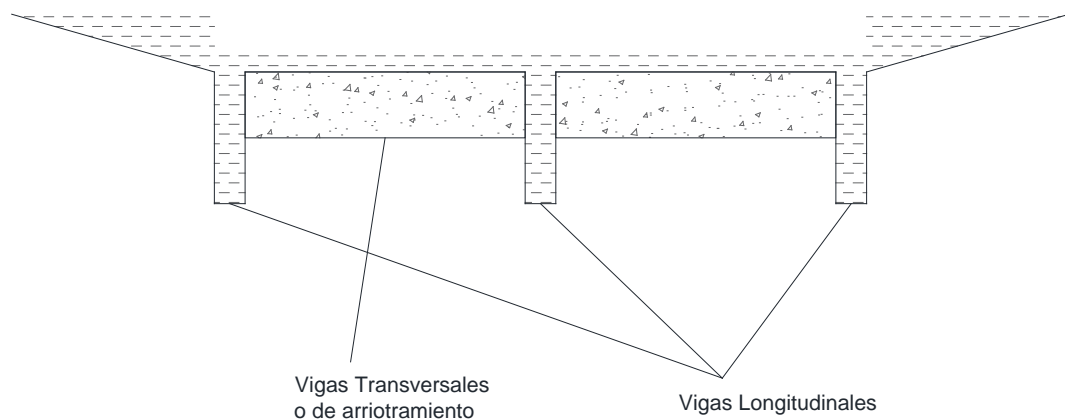 Vigas Transversales
o de arriotramiento
Vigas Longitudinales